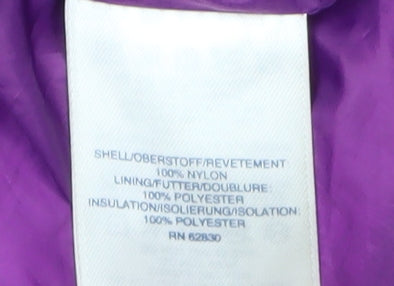 SHELL/OBERSTOFF/REVETEMENT
100% NYLON
LINING/FUTTER/DOUBLURE:
100% POLYESTER
INSULATION/ISOLIERUNG/ISOLATION:
100% POLYESTER
RN 62830